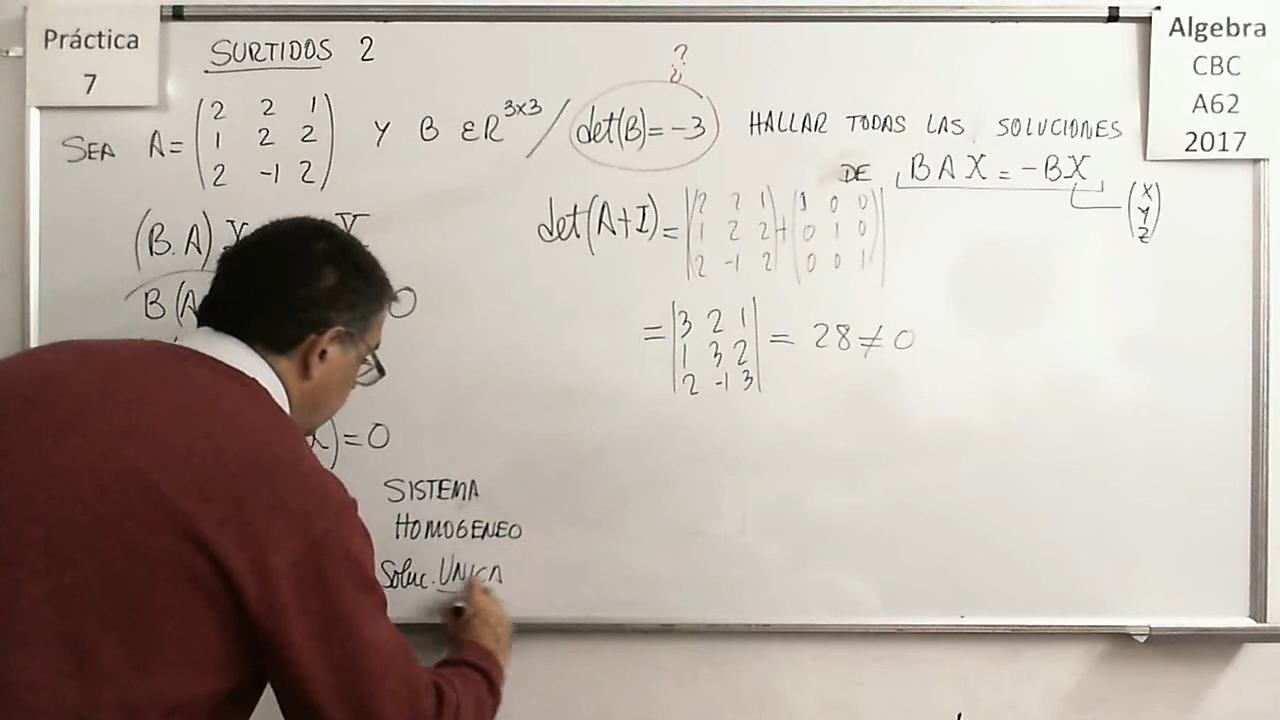 Práctica
7
SURTIDOS 2
Algebra
CBC
A62
2017
?
¿
SEA A = (2 2 1
1 2 2
2 -1 2) Y B ∈ R^3x3 / det(B) = -3 HALLAR TODAS LAS SOLUCIONES
DE BAX = -BX
(X
Y
Z)
(B.A)
B(A
0
) = 0
SISTEMA
HOMOGENEO
Soluc. UNICA
det(A+I) = |2 2 1
1 2 2
2 -1 2| + |1 0 0
0 1 0
0 0 1|
= |3 2 1
1 3 2
2 -1 3| = 28 ≠ 0